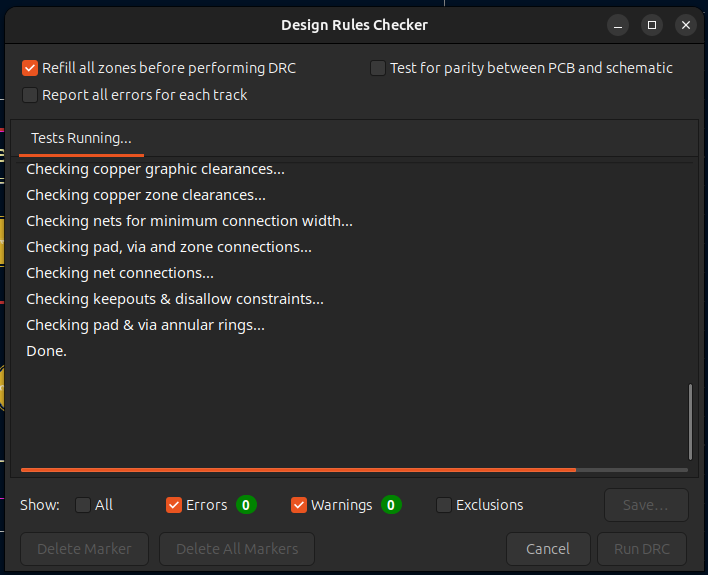 Design Rules Checker
Refill all zones before performing DRC
Test for parity between PCB and schematic
Report all errors for each track
Tests Running...
Checking copper graphic clearances...
Checking copper zone clearances...
Checking nets for minimum connection width...
Checking pad, via and zone connections...
Checking net connections...
Checking keepouts & disallow constraints...
Checking pad & via annular rings...
Done.
Show: All Errors 0 Warnings 0 Exclusions Save...
Delete Marker Delete All Markers Cancel Run DRC